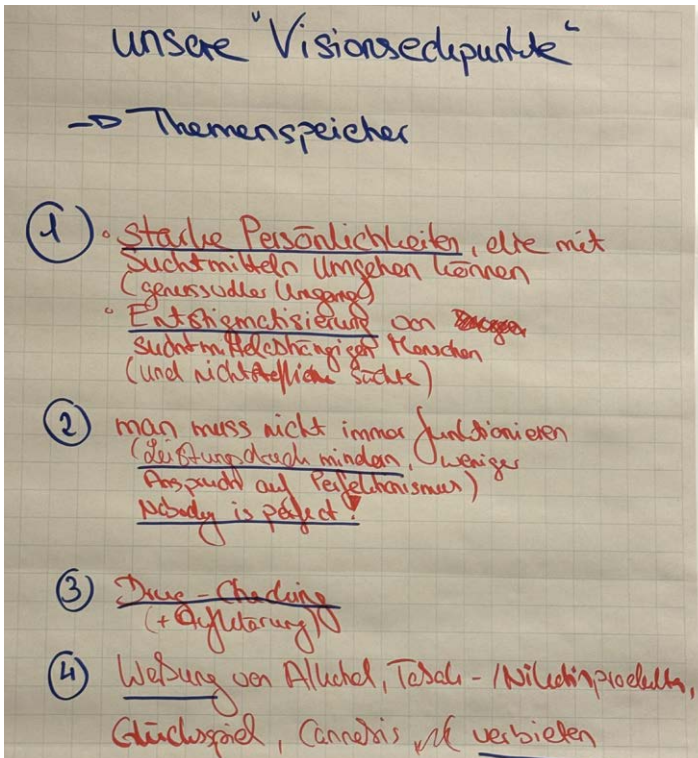 unsere "Visionseckpunkte"
-> Themenspeicher
1 • starke Persönlichkeiten, die mit
Suchtmitteln Umgehen können
(genussvoller Umgang)
• Entstigmatisierung von
suchtmittelabhängigen Menschen
(und nichtstoffliche Süchte)
2 man muss nicht immer funktionieren
(Leistungsdruck mindern, weniger
Anspruch auf Perfektionismus)
Nobody is perfect!
3 Drug-Checking
(+ Aufklärung)
4 Werbung von Alkohol, Tabak-/Nikotinprodukten,
Glücksspiel, Cannabis verbieten